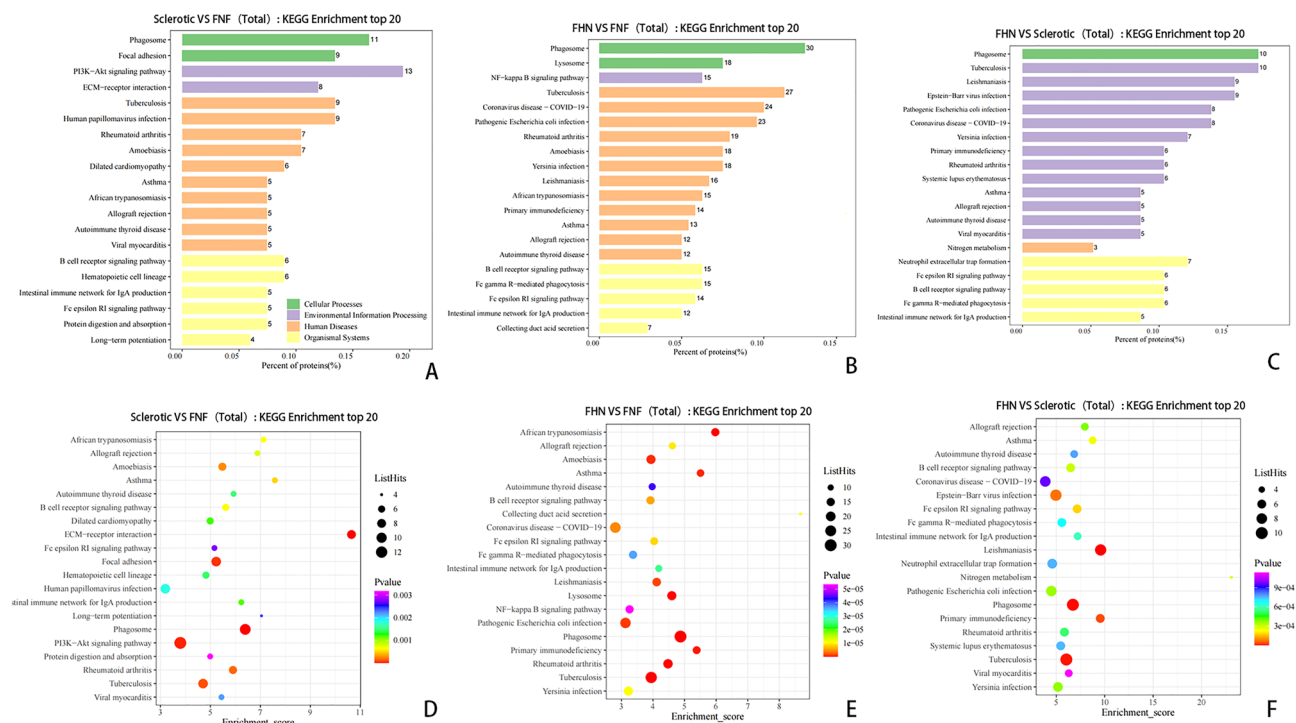 Sclerotic VS FNF（Total）: KEGG Enrichment top 20
Phagosome 11
Focal adhesion 9
PI3K−Akt signaling pathway 13
ECM−receptor interaction 8
Tuberculosis 9
Human papillomavirus infection 9
Rheumatoid arthritis 7
Amoebiasis 7
Dilated cardiomyopathy 6
Asthma 5
African trypanosomiasis 5
Allograft rejection 5
Autoimmune thyroid disease 5
Viral myocarditis 5
B cell receptor signaling pathway 6
Hematopoietic cell lineage 6
Intestinal immune network for IgA production 5
Fc epsilon RI signaling pathway 5
Protein digestion and absorption 5
Long−term potentiation 4
Cellular Processes
Environmental Information Processing
Human Diseases
Organismal Systems
0.00 0.05 0.10 0.15 0.20
Percent of proteins(%)
A
FHN VS FNF（Total）: KEGG Enrichment top 20
Phagosome 30
Lysosome 18
NF−kappa B signaling pathway 15
Tuberculosis 27
Coronavirus disease − COVID−19 24
Pathogenic Escherichia coli infection 23
Rheumatoid arthritis 19
Amoebiasis 18
Yersinia infection 18
Leishmaniasis 16
African trypanosomiasis 15
Primary immunodeficiency 14
Asthma 13
Allograft rejection 12
Autoimmune thyroid disease 12
B cell receptor signaling pathway 15
Fc gamma R−mediated phagocytosis 15
Fc epsilon RI signaling pathway 14
Intestinal immune network for IgA production 12
Collecting duct acid secretion 7
0.00 0.05 0.10 0.15
Percent of proteins(%)
B
FHN VS Sclerotic（Total）: KEGG Enrichment top 20
Phagosome 10
Tuberculosis 10
Leishmaniasis 9
Epstein−Barr virus infection 9
Pathogenic Escherichia coli infection 8
Coronavirus disease − COVID−19 8
Yersinia infection 7
Primary immunodeficiency 6
Rheumatoid arthritis 6
Systemic lupus erythematosus 6
Asthma 5
Allograft rejection 5
Autoimmune thyroid disease 5
Viral myocarditis 5
Nitrogen metabolism 3
Neutrophil extracellular trap formation 7
Fc epsilon RI signaling pathway 6
B cell receptor signaling pathway 6
Fc gamma R−mediated phagocytosis 6
Intestinal immune network for IgA production 5
0.00 0.05 0.10 0.15
Percent of proteins(%)
C
Sclerotic VS FNF（Total）: KEGG Enrichment top 20
African trypanosomiasis
Allograft rejection
Amoebiasis
Asthma
Autoimmune thyroid disease
B cell receptor signaling pathway
Dilated cardiomyopathy
ECM−receptor interaction
Fc epsilon RI signaling pathway
Focal adhesion
Hematopoietic cell lineage
Human papillomavirus infection
stinal immune network for IgA production
Long−term potentiation
Phagosome
PI3K−Akt signaling pathway
Protein digestion and absorption
Rheumatoid arthritis
Tuberculosis
Viral myocarditis
3 5 7 9 11
Enrichment_score
ListHits
4
6
8
10
12
Pvalue
0.003
0.002
0.001
D
FHN VS FNF（Total）: KEGG Enrichment top 20
African trypanosomiasis
Allograft rejection
Amoebiasis
Asthma
Autoimmune thyroid disease
B cell receptor signaling pathway
Collecting duct acid secretion
Coronavirus disease − COVID−19
Fc epsilon RI signaling pathway
Fc gamma R−mediated phagocytosis
Intestinal immune network for IgA production
Leishmaniasis
Lysosome
NF−kappa B signaling pathway
Pathogenic Escherichia coli infection
Phagosome
Primary immunodeficiency
Rheumatoid arthritis
Tuberculosis
Yersinia infection
3 4 5 6 7 8
Enrichment_score
ListHits
10
15
20
25
30
Pvalue
5e−05
4e−05
3e−05
2e−05
1e−05
E
FHN VS Sclerotic（Total）: KEGG Enrichment top 20
Allograft rejection
Asthma
Autoimmune thyroid disease
B cell receptor signaling pathway
Coronavirus disease − COVID−19
Epstein−Barr virus infection
Fc epsilon RI signaling pathway
Fc gamma R−mediated phagocytosis
Intestinal immune network for IgA production
Leishmaniasis
Neutrophil extracellular trap formation
Nitrogen metabolism
Pathogenic Escherichia coli infection
Phagosome
Primary immunodeficiency
Rheumatoid arthritis
Systemic lupus erythematosus
Tuberculosis
Viral myocarditis
Yersinia infection
5 10 15 20
Enrichment_score
ListHits
4
6
8
10
Pvalue
9e−04
6e−04
3e−04
F